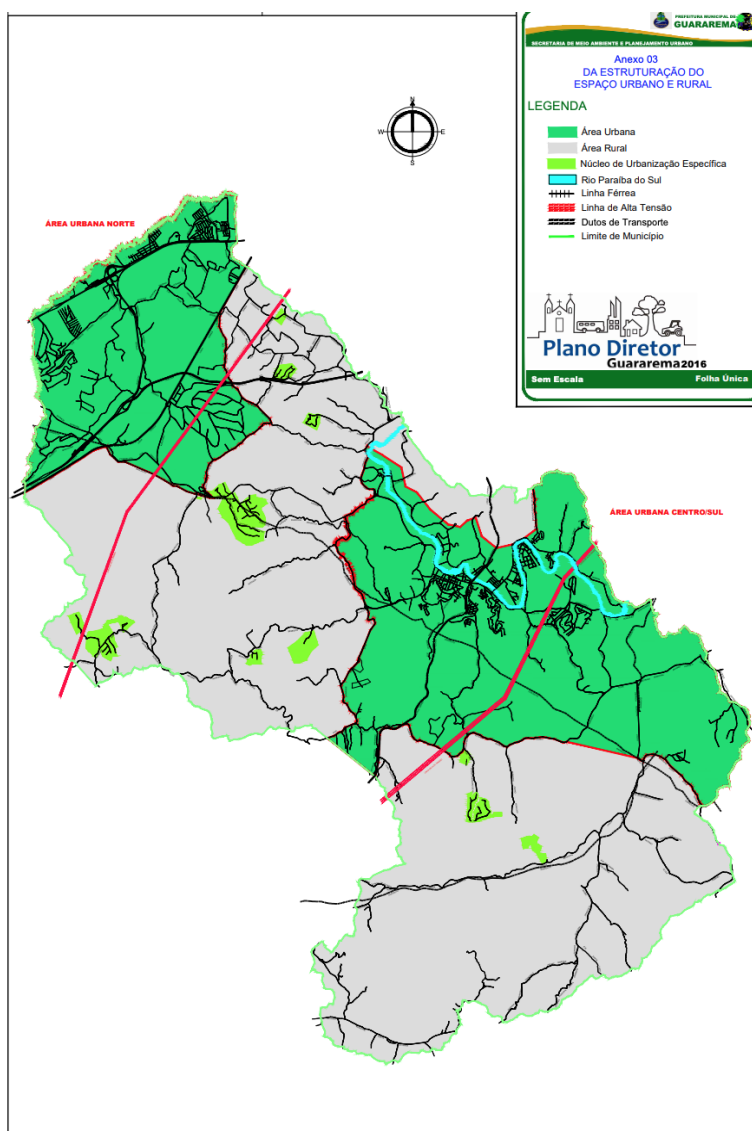 PREFEITURA MUNICIPAL DE
GUARAREMA
SECRETARIA DE MEIO AMBIENTE E PLANEJAMENTO URBANO
Anexo 03
DA ESTRUTURAÇÃO DO
ESPAÇO URBANO E RURAL
LEGENDA
Área Urbana
Área Rural
Núcleo de Urbanização Específica
Rio Paraíba do Sul
Linha Férrea
Linha de Alta Tensão
Dutos de Transporte
Limite de Município
Plano Diretor
Guararema2016
Sem Escala Folha Única
N
W E
S
ÁREA URBANA NORTE
ÁREA URBANA CENTRO/SUL